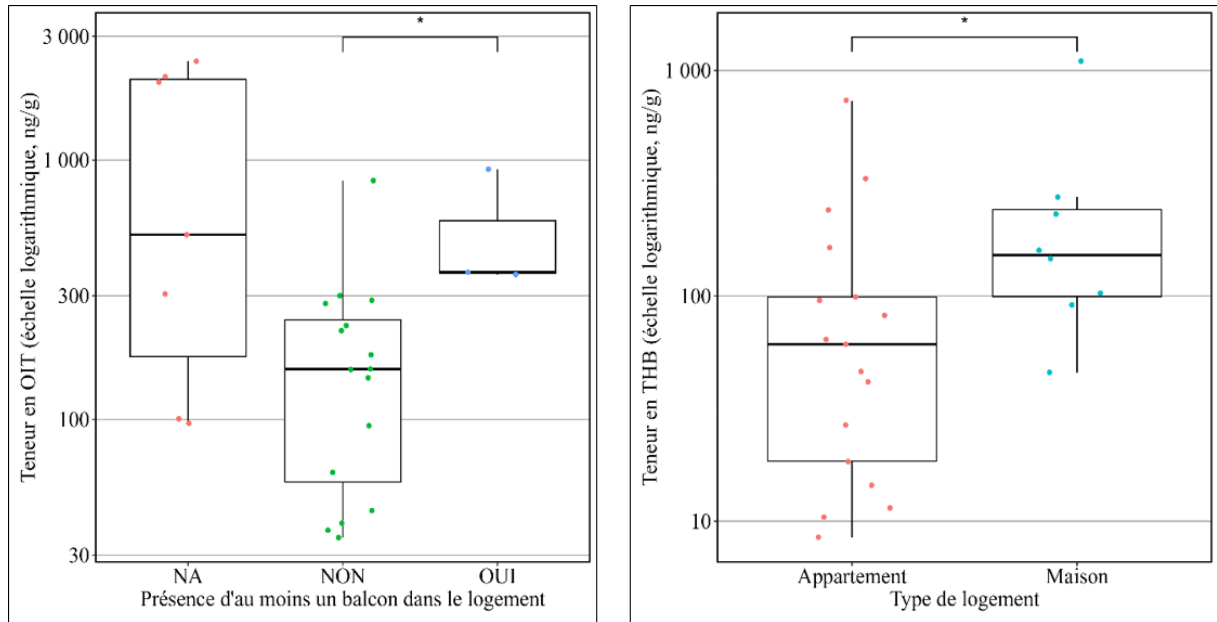 *
3 000
1 000
300
100
30
Teneur en OIT (échelle logarithmique, ng/g)
NA NON OUI
Présence d'au moins un balcon dans le logement
*
1 000
100
10
Teneur en THB (échelle logarithmique, ng/g)
Appartement Maison
Type de logement